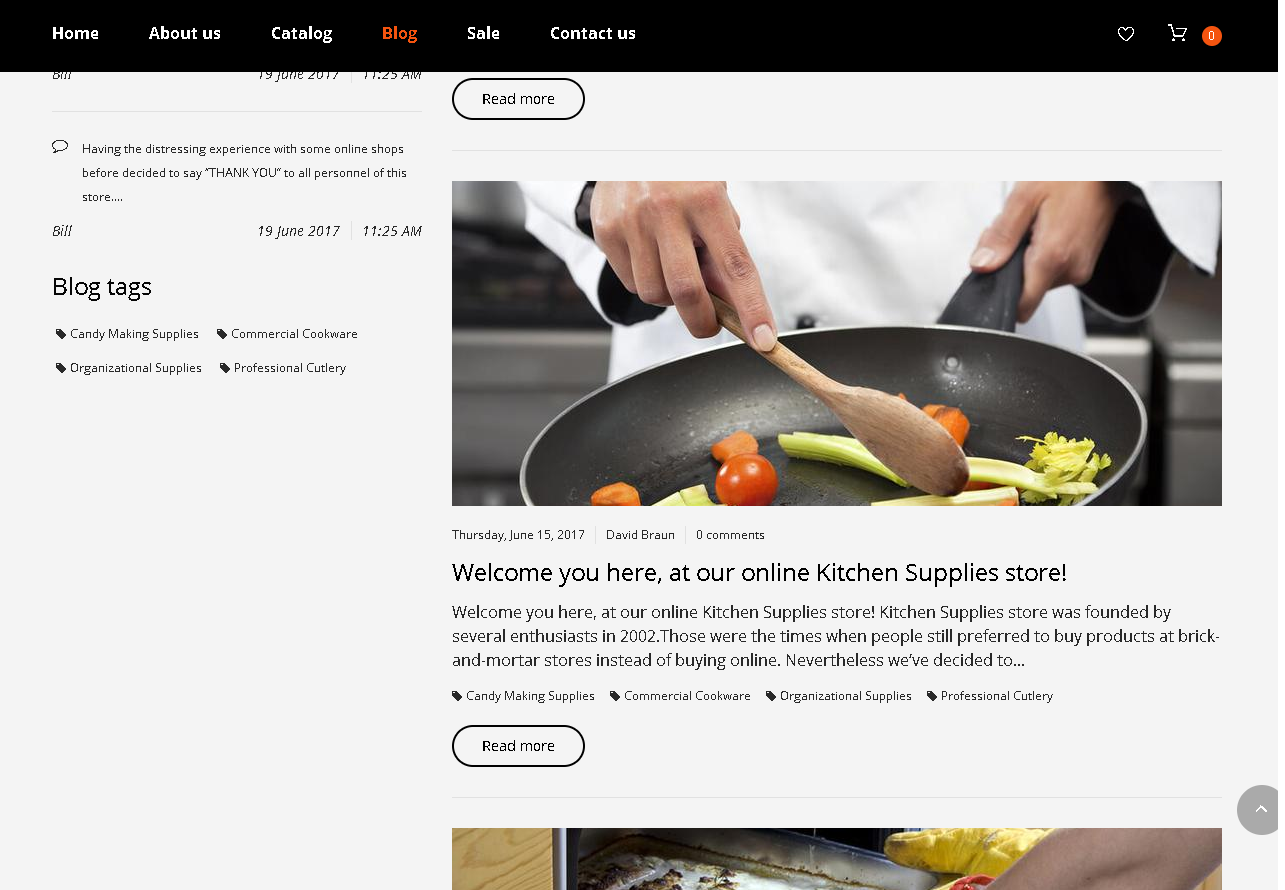 Home About us Catalog Blog Sale Contact us 0
Bill 19 June 2017 11:25 AM
Having the distressing experience with some online shops
before decided to say “THANK YOU” to all personnel of this
store....
Bill 19 June 2017 11:25 AM
Blog tags
Candy Making Supplies Commercial Cookware
Organizational Supplies Professional Cutlery
Read more
Thursday, June 15, 2017 David Braun 0 comments
Welcome you here, at our online Kitchen Supplies store!
Welcome you here, at our online Kitchen Supplies store! Kitchen Supplies store was founded by
several enthusiasts in 2002.Those were the times when people still preferred to buy products at brick-
and-mortar stores instead of buying online. Nevertheless we’ve decided to...
Candy Making Supplies Commercial Cookware Organizational Supplies Professional Cutlery
Read more